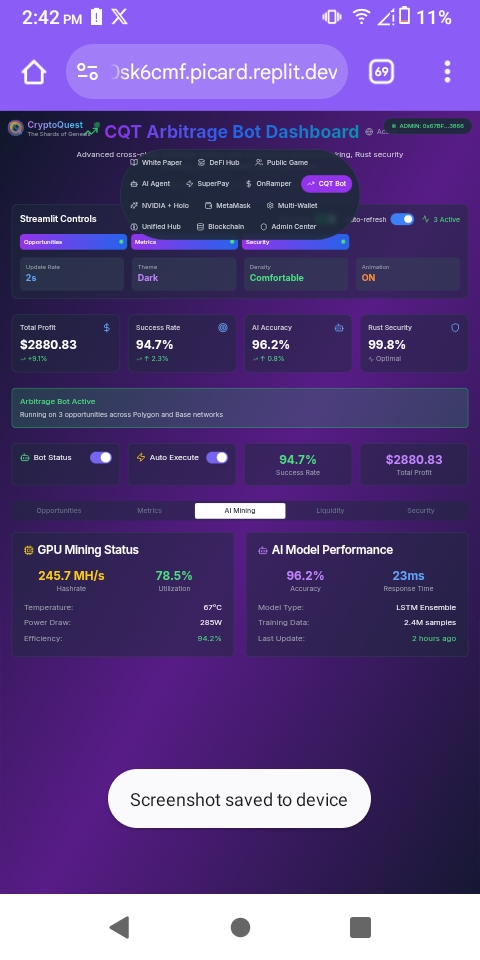 2:42 PM
11%
sk6cmf.picard.replit.dev
69
CryptoQuest
The Shards of
CQT Arbitrage Bot Dashboard
ADMIN: 0x67BF...3866
Advanced
Rust security
White Paper DeFi Hub Public Game
AI Agent SuperPay OnRamper CQT Bot
NVIDIA + Holo MetaMask Multi-Wallet
Unified Hub Blockchain Admin Center
Streamlit Controls
to-refresh
3 Active
Opportunities Metrics Security
Update Rate Theme Density Animation
2s Dark Comfortable ON
Total Profit Success Rate AI Accuracy Rust Security
$2880.83 94.7% 96.2% 99.8%
+9.1% ↑ 2.3% ↑ 0.8% Optimal
Arbitrage Bot Active
Running on 3 opportunities across Polygon and Base networks
Bot Status Auto Execute 94.7% $2880.83
Success Rate Total Profit
Opportunities Metrics AI Mining Liquidity Security
GPU Mining Status
245.7 MH/s 78.5%
Hashrate Utilization
Temperature: 67°C
Power Draw: 285W
Efficiency: 94.2%
AI Model Performance
96.2% 23ms
Accuracy Response Time
Model Type: LSTM Ensemble
Training Data: 2.4M samples
Last Update: 2 hours ago
Screenshot saved to device